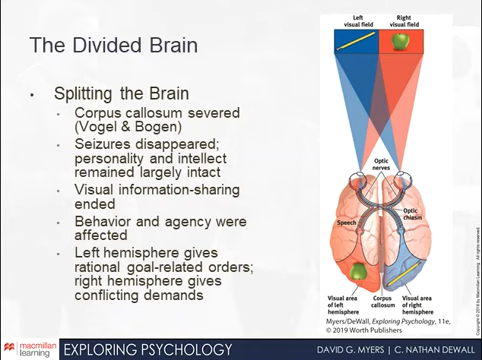 The Divided Brain
• Splitting the Brain
• Corpus callosum severed
(Vogel & Bogen)
• Seizures disappeared;
personality and intellect
remained largely intact
• Visual information-sharing
ended
• Behavior and agency were
affected
• Left hemisphere gives
rational goal-related orders;
right hemisphere gives
conflicting demands
Left
visual field
Right
visual field
Optic
nerves
Optic
chiasm
Speech
Visual area
of left
hemisphere
Corpus
callosum
Visual area
of right
hemisphere
Myers/DeWall, Exploring Psychology, 11e,
© 2019 Worth Publishers
macmillan
learning
EXPLORING PSYCHOLOGY
DAVID G. MYERS | C. NATHAN DEWALL